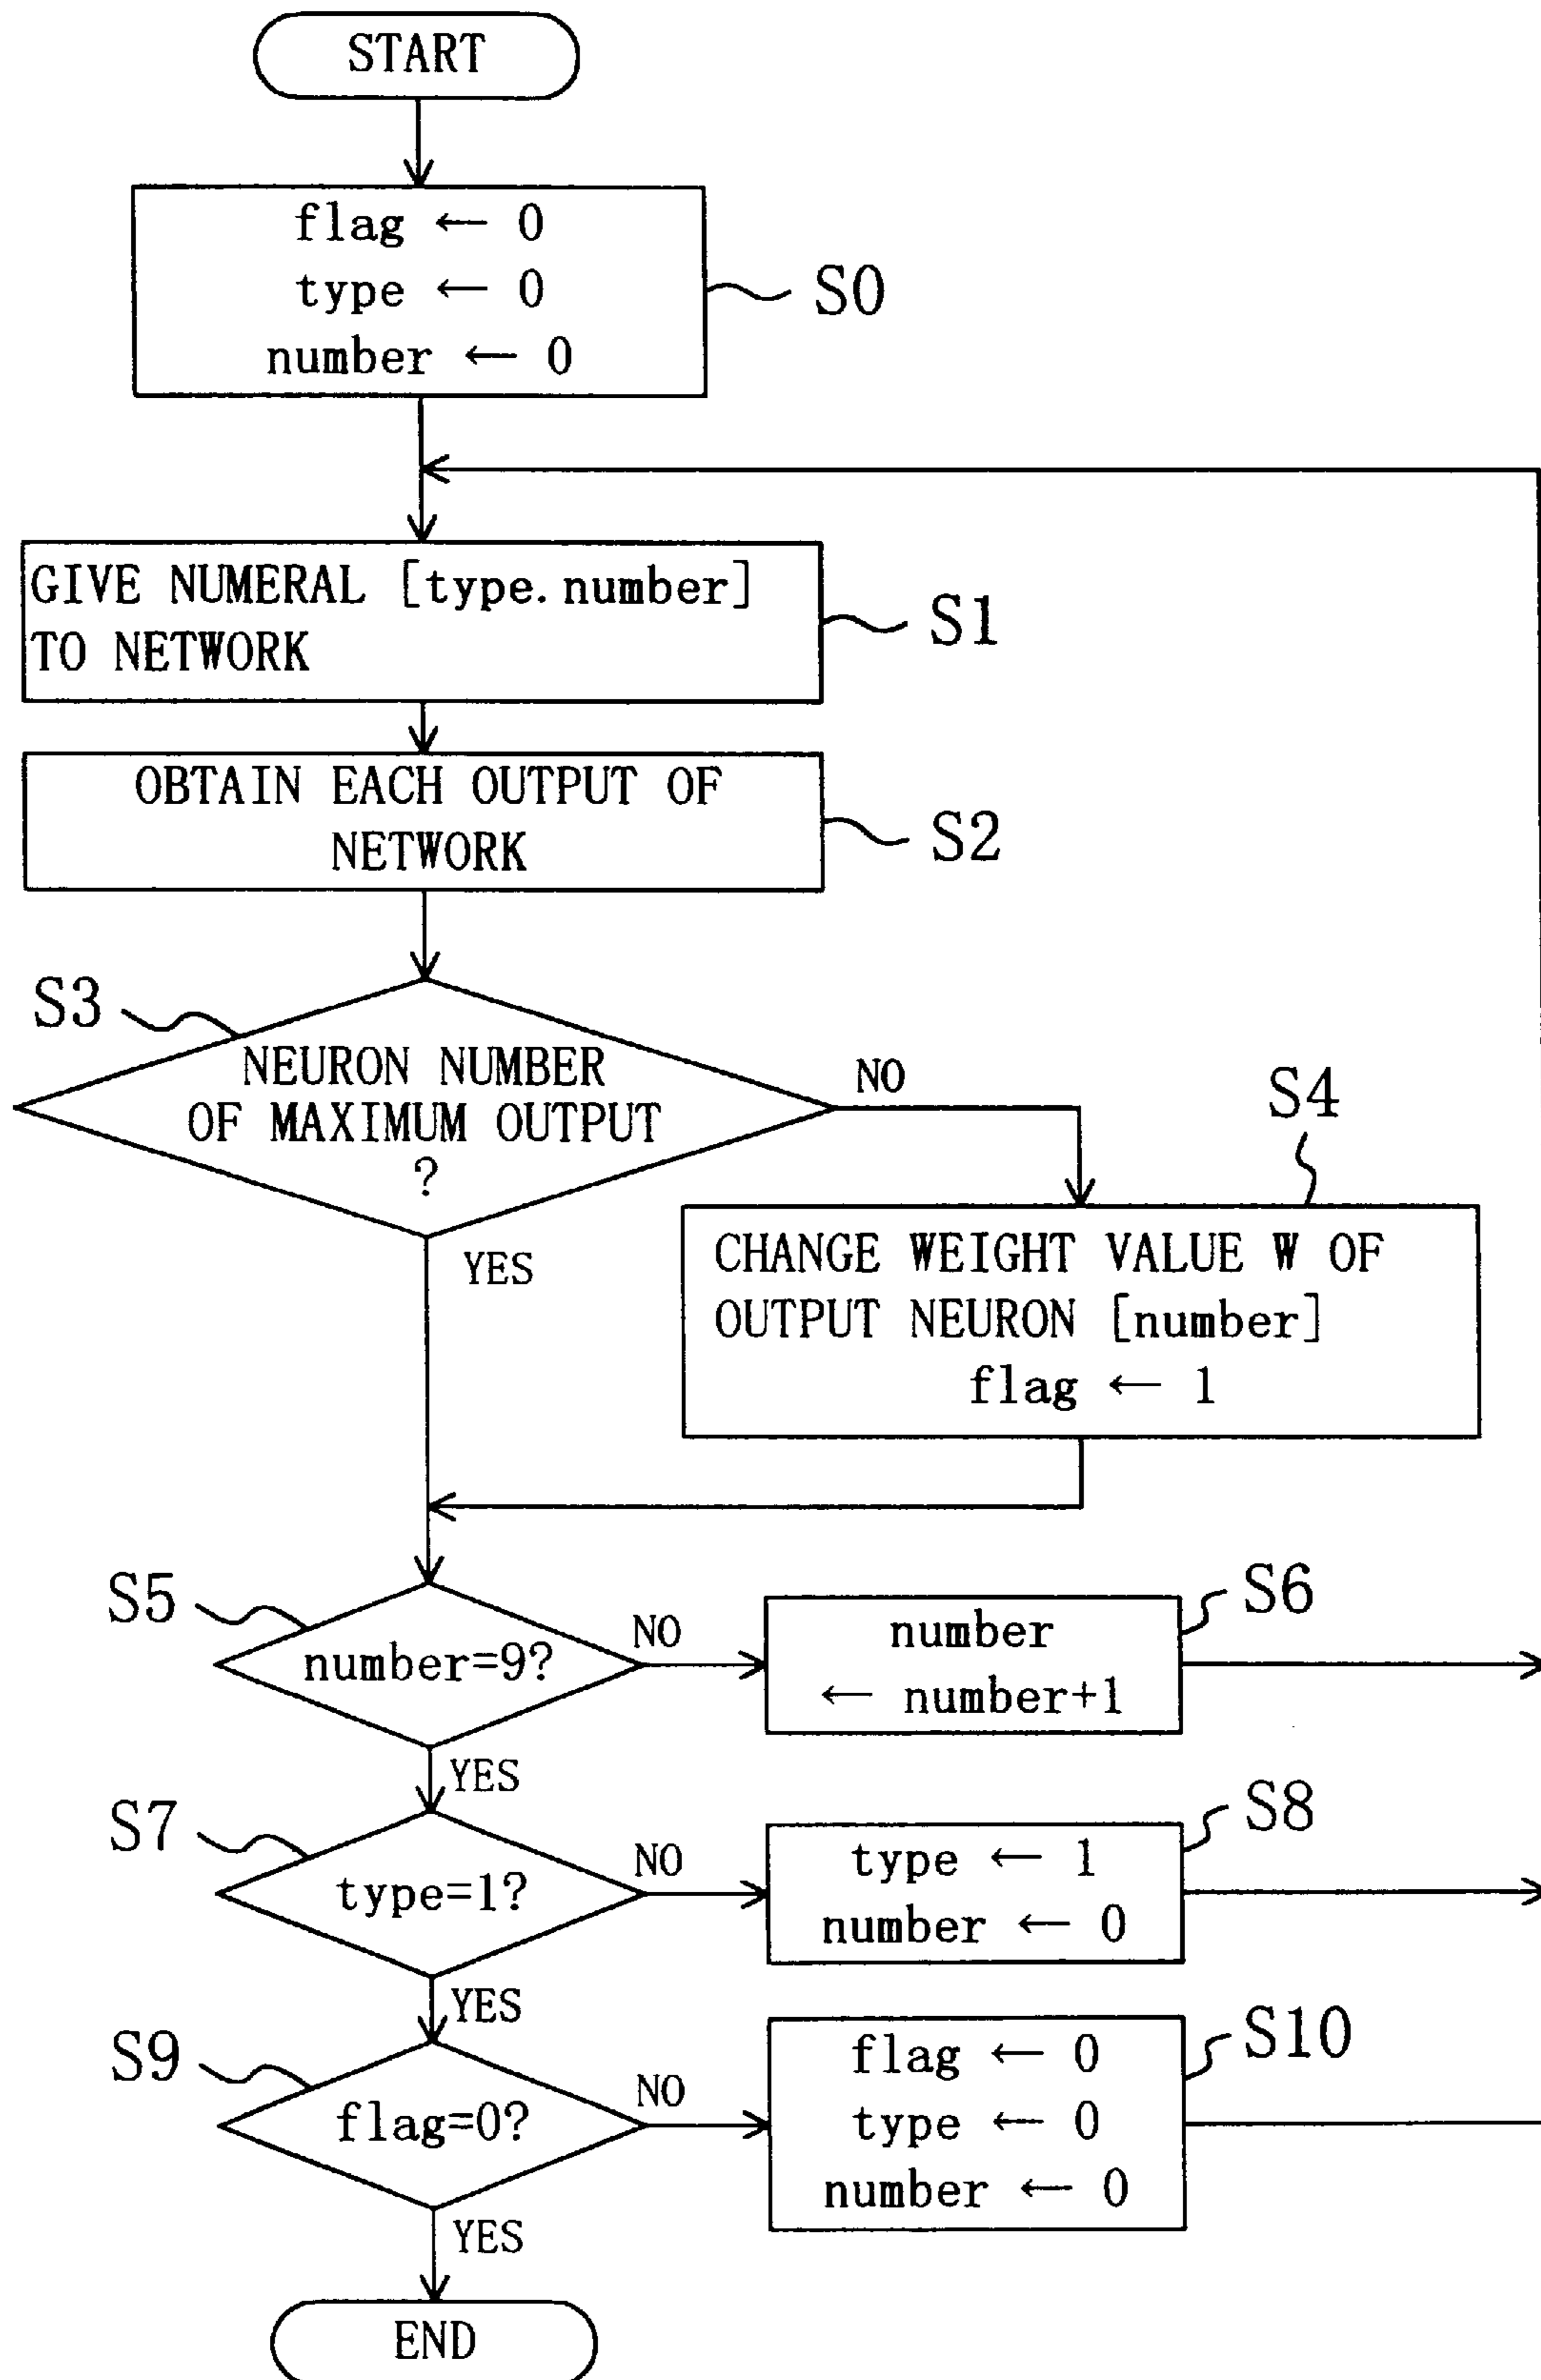 START
flag ← 0
type ← 0
number ← 0
S0
GIVE NUMERAL [type.number]
TO NETWORK
S1
OBTAIN EACH OUTPUT OF
NETWORK
S2
S3
NEURON NUMBER
OF MAXIMUM OUTPUT
?
NO
YES
S4
CHANGE WEIGHT VALUE W OF
OUTPUT NEURON [number]
flag ← 1
S5
number=9?
NO
YES
S6
number
← number+1
S7
type=1?
NO
YES
S8
type ← 1
number ← 0
S9
flag=0?
NO
YES
S10
flag ← 0
type ← 0
number ← 0
END